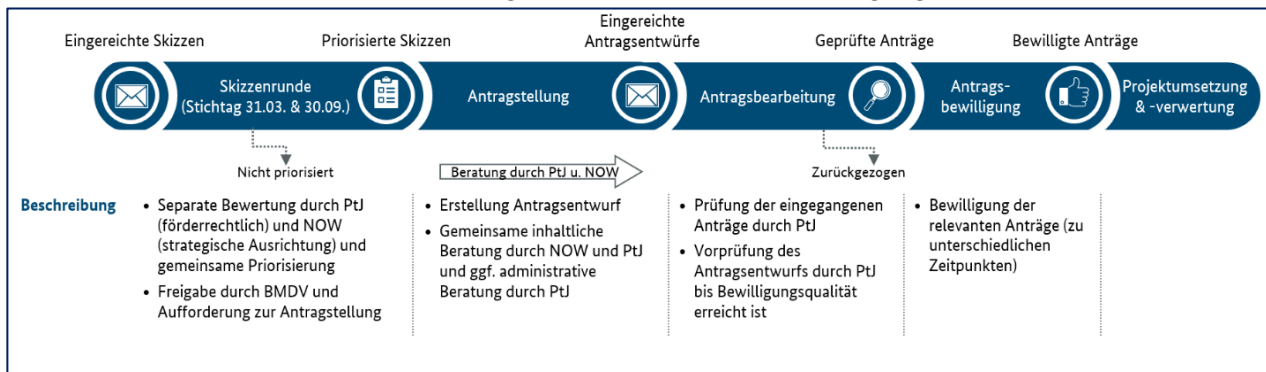 Eingereichte Skizzen
Priorisierte Skizzen
Eingereichte
Antragsentwürfe
Geprüfte Anträge
Bewilligte Anträge
Skizzenrunde
(Stichtag 31.03. & 30.09.)
Antragstellung
Antragsbearbeitung
Antrags-
bewilligung
Projektumsetzung
& -verwertung
Nicht priorisiert
Beratung durch PtJ u. NOW
Zurückgezogen
Beschreibung
• Separate Bewertung durch PtJ
(förderrechtlich) und NOW
(strategische Ausrichtung) und
gemeinsame Priorisierung
• Freigabe durch BMDV und
Aufforderung zur Antragstellung
• Erstellung Antragsentwurf
• Gemeinsame inhaltliche
Beratung durch NOW und PtJ
und ggf. administrative
Beratung durch PtJ
• Prüfung der eingegangenen
Anträge durch PtJ
• Vorprüfung des
Antragsentwurfs durch PtJ
bis Bewilligungsqualität
erreicht ist
• Bewilligung der
relevanten Anträge (zu
unterschiedlichen
Zeitpunkten)